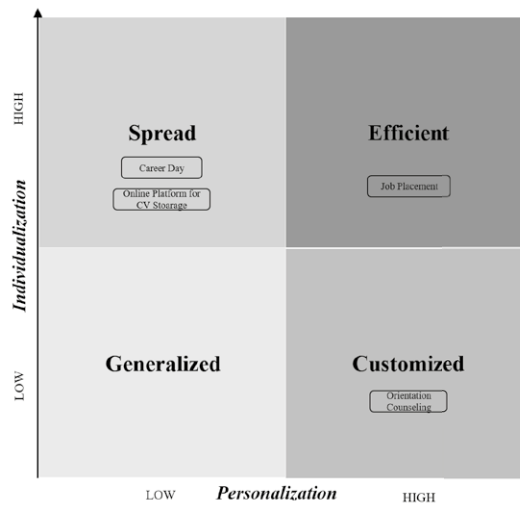 HIGH
Individualization
LOW
Spread
Career Day
Online Platform for
CV Stoarage
Efficient
Job Placement
Generalized
Customized
Orientation
Counseling
LOW
Personalization
HIGH